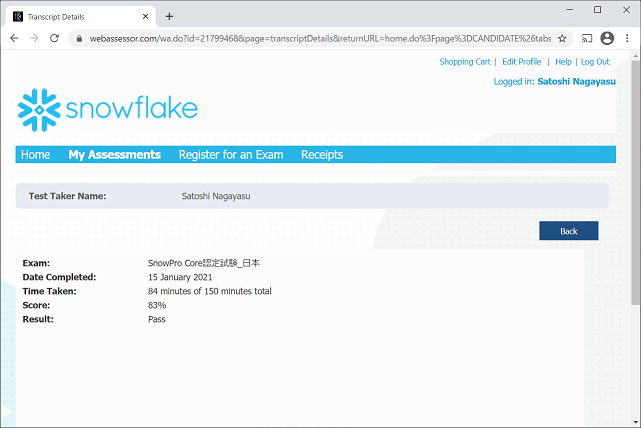 Transcript Details
webassessor.com/wa.do?id=21799468&page=transcriptDetails&returnURL=home.do%3Fpage%3DCANDIDATE%26tabs
Shopping Cart | Edit Profile | Help | Log Out
Logged in: Satoshi Nagayasu
snowflake
Home My Assessments Register for an Exam Receipts
Test Taker Name: Satoshi Nagayasu
Back
Exam: SnowPro Core認定試験_日本
Date Completed: 15 January 2021
Time Taken: 84 minutes of 150 minutes total
Score: 83%
Result: Pass